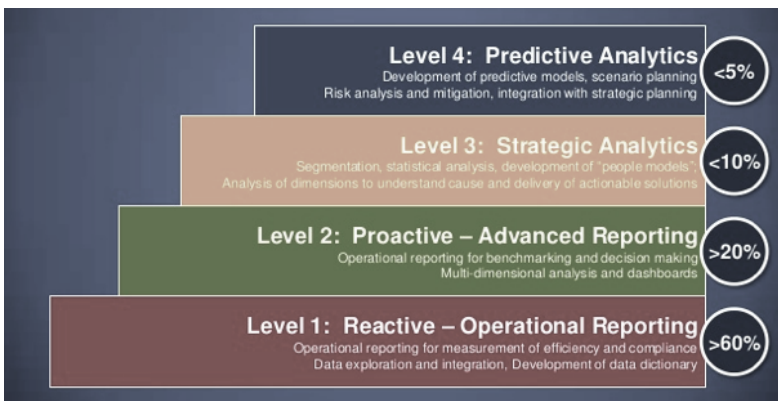 Level 4: Predictive Analytics
Development of predictive models, scenario planning
Risk analysis and mitigation, integration with strategic planning
<5%
Level 3: Strategic Analytics
Segmentation, statistical analysis, development of "people models";
Analysis of dimensions to understand cause and delivery of actionable solutions
<10%
Level 2: Proactive – Advanced Reporting
Operational reporting for benchmarking and decision making
Multi-dimensional analysis and dashboards
>20%
Level 1: Reactive – Operational Reporting
Operational reporting for measurement of efficiency and compliance
Data exploration and integration, Development of data dictionary
>60%